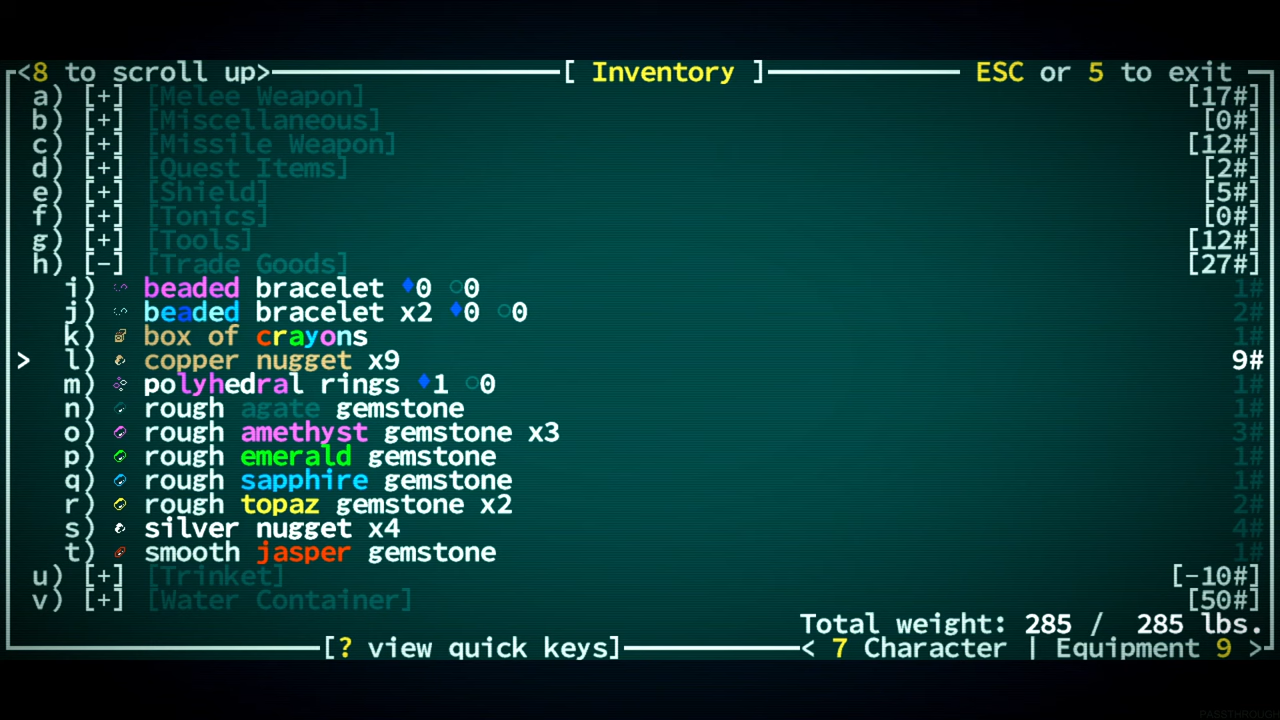 <8 to scroll up> [ Inventory ] ESC or 5 to exit
a) [+] [Melee Weapon] [17#]
b) [+] [Miscellaneous] [0#]
c) [+] [Missile Weapon] [12#]
d) [+] [Quest Items] [2#]
e) [+] [Shield] [5#]
f) [+] [Tonics] [0#]
g) [+] [Tools] [12#]
h) [-] [Trade Goods] [27#]
i) beaded bracelet ♦0 ○0 1#
j) beaded bracelet x2 ♦0 ○0 2#
k) box of crayons 1#
> l) copper nugget x9 9#
m) polyhedral rings ♦1 ○0 1#
n) rough agate gemstone 1#
o) rough amethyst gemstone x3 3#
p) rough emerald gemstone 1#
q) rough sapphire gemstone 1#
r) rough topaz gemstone x2 2#
s) silver nugget x4 4#
t) smooth jasper gemstone 1#
u) [+] [Trinket] [-10#]
v) [+] [Water Container] [50#]
Total weight: 285 / 285 lbs.
[? view quick keys] < 7 Character | Equipment 9 >
PASSTHROUGH